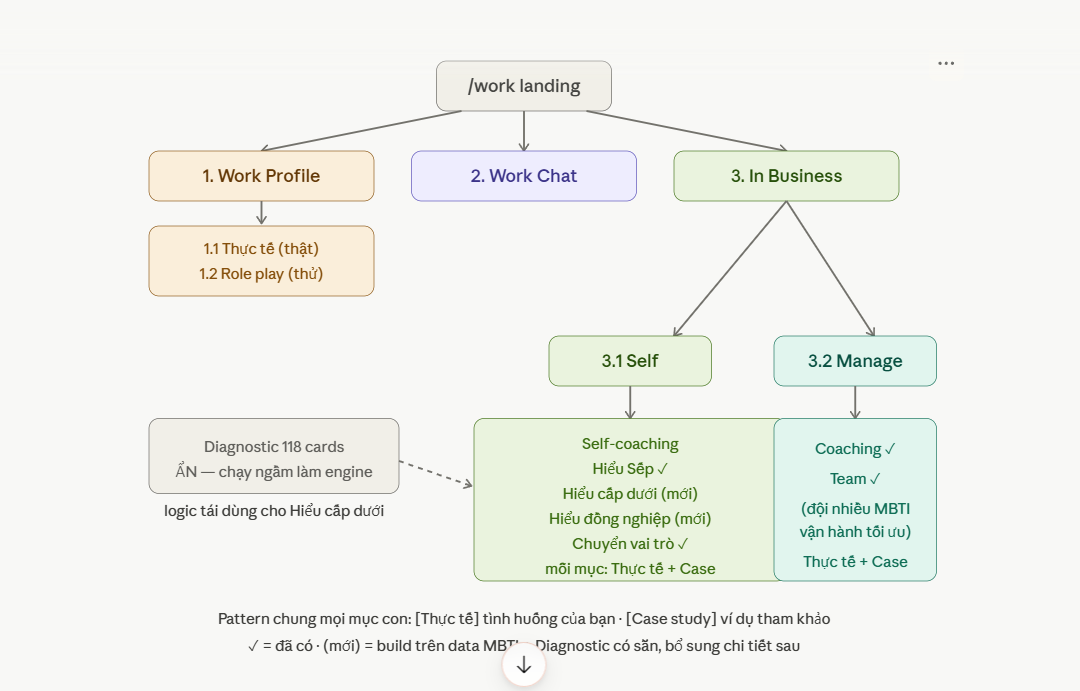 /work landing
1. Work Profile
2. Work Chat
3. In Business
1.1 Thực tế (thật)
1.2 Role play (thử)
3.1 Self
3.2 Manage
Diagnostic 118 cards
ẨN — chạy ngầm làm engine
logic tái dùng cho Hiểu cấp dưới
Self-coaching
Hiểu Sếp ✓
Hiểu cấp dưới (mới)
Hiểu đồng nghiệp (mới)
Chuyển vai trò ✓
mỗi mục: Thực tế + Case
Coaching ✓
Team ✓
(đội nhiều MBTI
vận hành tối ưu)
Thực tế + Case
Pattern chung mọi mục con: [Thực tế] tình huống của bạn · [Case study] ví dụ tham khảo
✓ = đã có · (mới) = build trên data MBTI Diagnostic có sẵn, bổ sung chi tiết sau